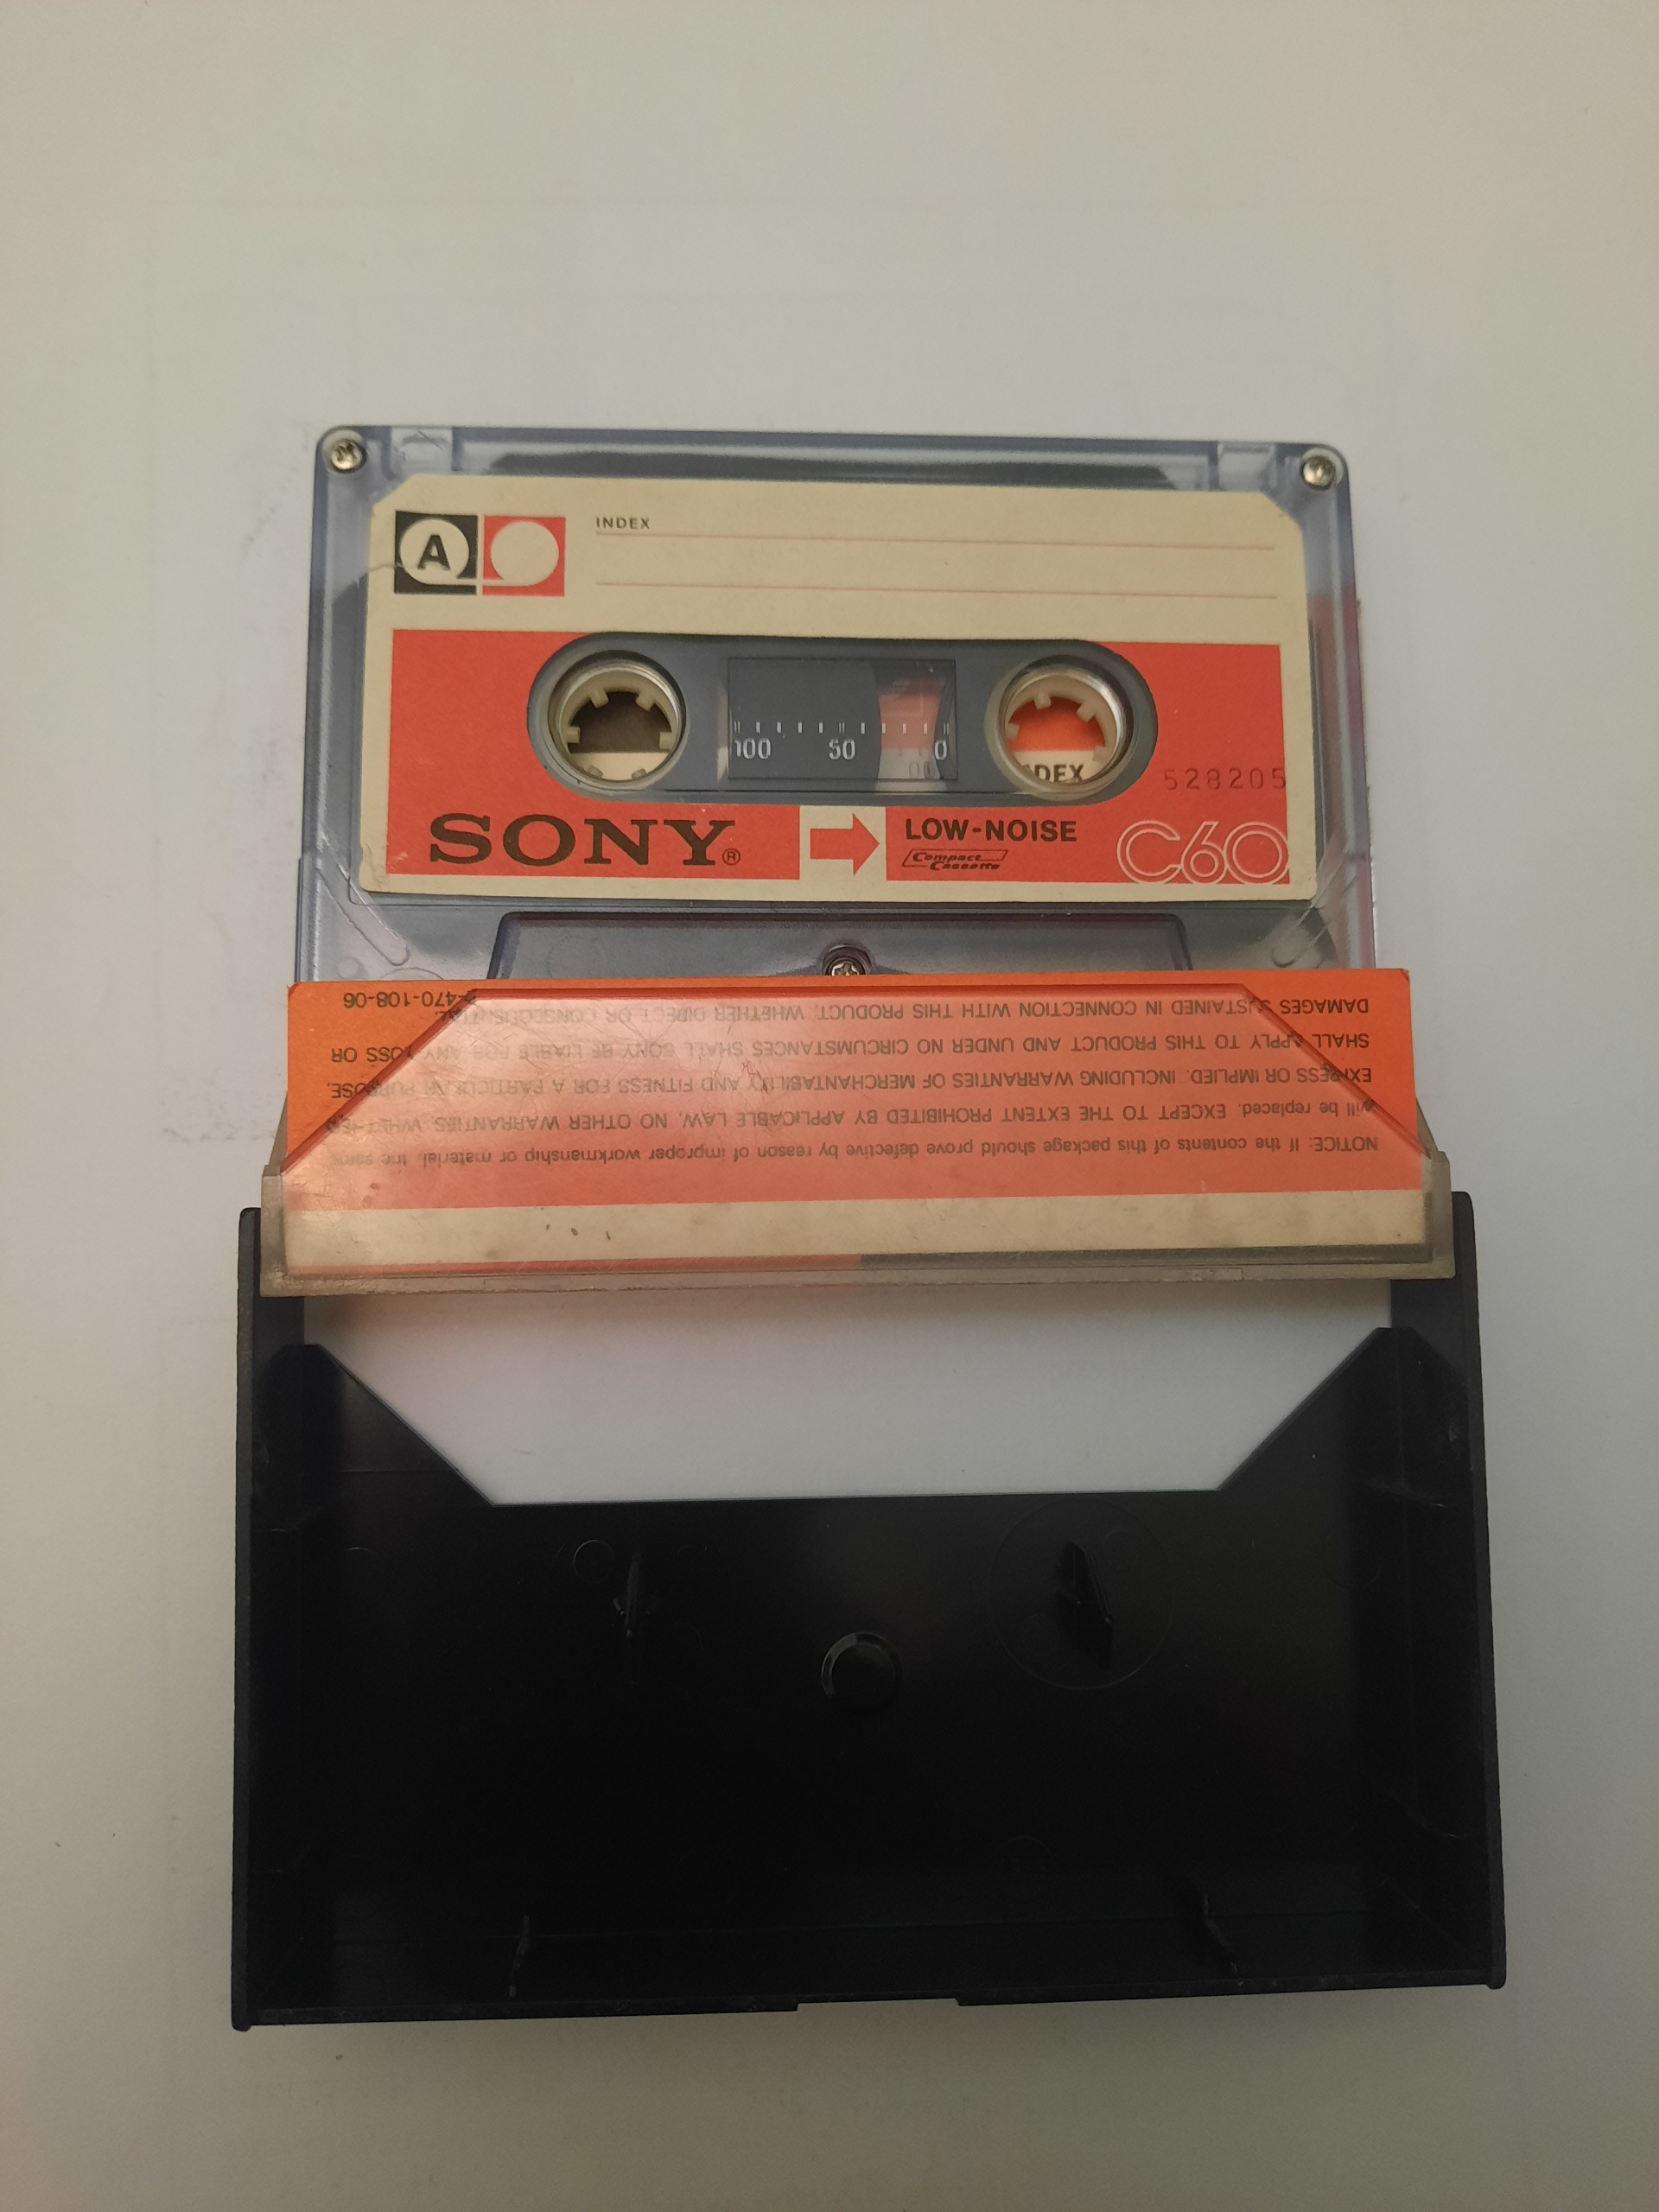 A
INDEX
100 50 0
DEX
528205
SONY®
LOW-NOISE
Compact
Cassette
C60
NOTICE: If the contents of this package should prove defective by reason of improper workmanship or material, the same
will be replaced. EXCEPT TO THE EXTENT PROHIBITED BY APPLICABLE LAW, NO OTHER WARRANTIES, WHETHER
EXPRESS OR IMPLIED, INCLUDING WARRANTIES OF MERCHANTABILITY AND FITNESS FOR A PARTICULAR PURPOSE,
SHALL APPLY TO THIS PRODUCT AND UNDER NO CIRCUMSTANCES SHALL SONY BE LIABLE FOR ANY LOSS OR
DAMAGES SUSTAINED IN CONNECTION WITH THIS PRODUCT, WHETHER DIRECT OR CONSEQUENTIAL.
-470-108-06